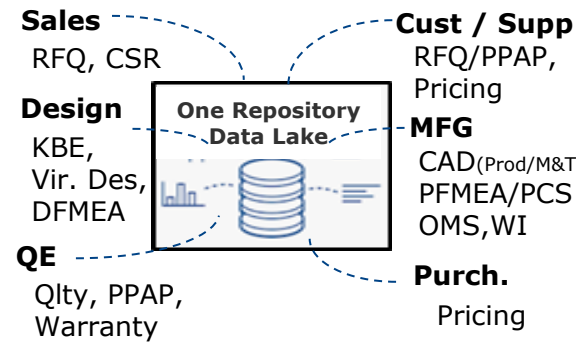 Sales
RFQ, CSR
Design
KBE,
Vir. Des,
DFMEA
QE
Qlty, PPAP,
Warranty
One Repository
Data Lake
Cust / Supp
RFQ/PPAP,
Pricing
MFG
CAD(Prod/M&T
PFMEA/PCS
OMS,WI
Purch.
Pricing